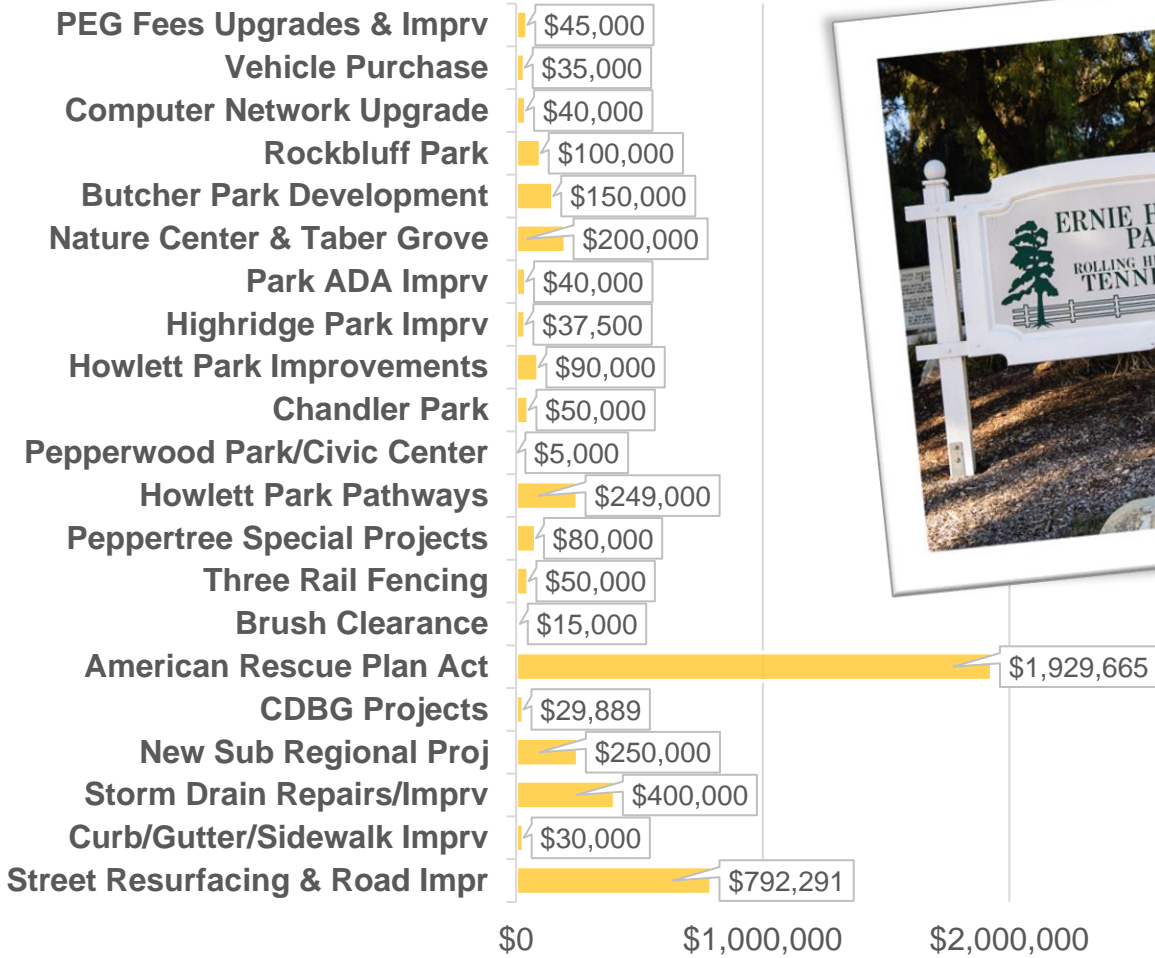 PEG Fees Upgrades & Imprv $45,000
Vehicle Purchase $35,000
Computer Network Upgrade $40,000
Rockbluff Park $100,000
Butcher Park Development $150,000
Nature Center & Taber Grove $200,000
Park ADA Imprv $40,000
Highridge Park Imprv $37,500
Howlett Park Improvements $90,000
Chandler Park $50,000
Pepperwood Park/Civic Center $5,000
Howlett Park Pathways $249,000
Peppertree Special Projects $80,000
Three Rail Fencing $50,000
Brush Clearance $15,000
American Rescue Plan Act $1,929,665
CDBG Projects $29,889
New Sub Regional Proj $250,000
Storm Drain Repairs/Imprv $400,000
Curb/Gutter/Sidewalk Imprv $30,000
Street Resurfacing & Road Impr $792,291
$0 $1,000,000 $2,000,000
ERNIE
ROLLING